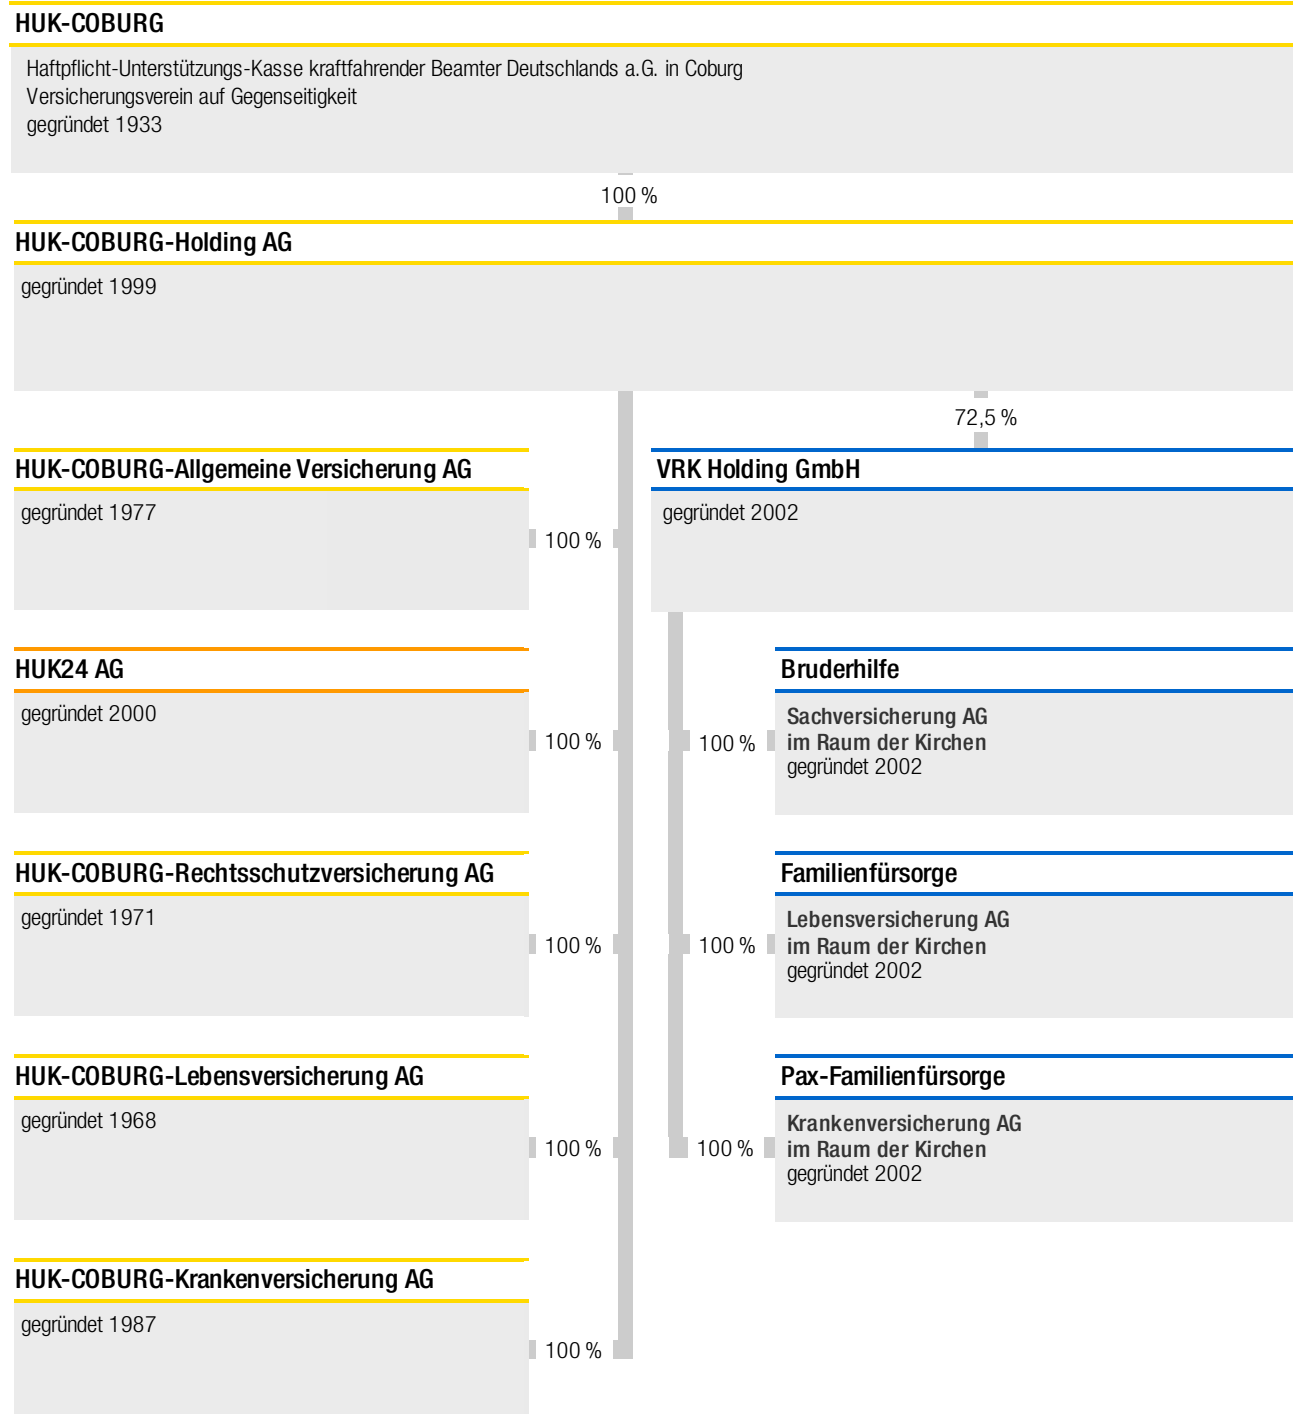 HUK-COBURG
Haftpflicht-Unterstützungs-Kasse kraftfahrender Beamter Deutschlands a.G. in Coburg
Versicherungsverein auf Gegenseitigkeit
gegründet 1933
100 %
HUK-COBURG-Holding AG
gegründet 1999
72,5 %
HUK-COBURG-Allgemeine Versicherung AG
gegründet 1977
100 %
VRK Holding GmbH
gegründet 2002
HUK24 AG
gegründet 2000
100 %
100 %
Bruderhilfe
Sachversicherung AG
im Raum der Kirchen
gegründet 2002
HUK-COBURG-Rechtsschutzversicherung AG
gegründet 1971
100 %
100 %
Familienfürsorge
Lebensversicherung AG
im Raum der Kirchen
gegründet 2002
HUK-COBURG-Lebensversicherung AG
gegründet 1968
100 %
100 %
Pax-Familienfürsorge
Krankenversicherung AG
im Raum der Kirchen
gegründet 2002
HUK-COBURG-Krankenversicherung AG
gegründet 1987
100 %